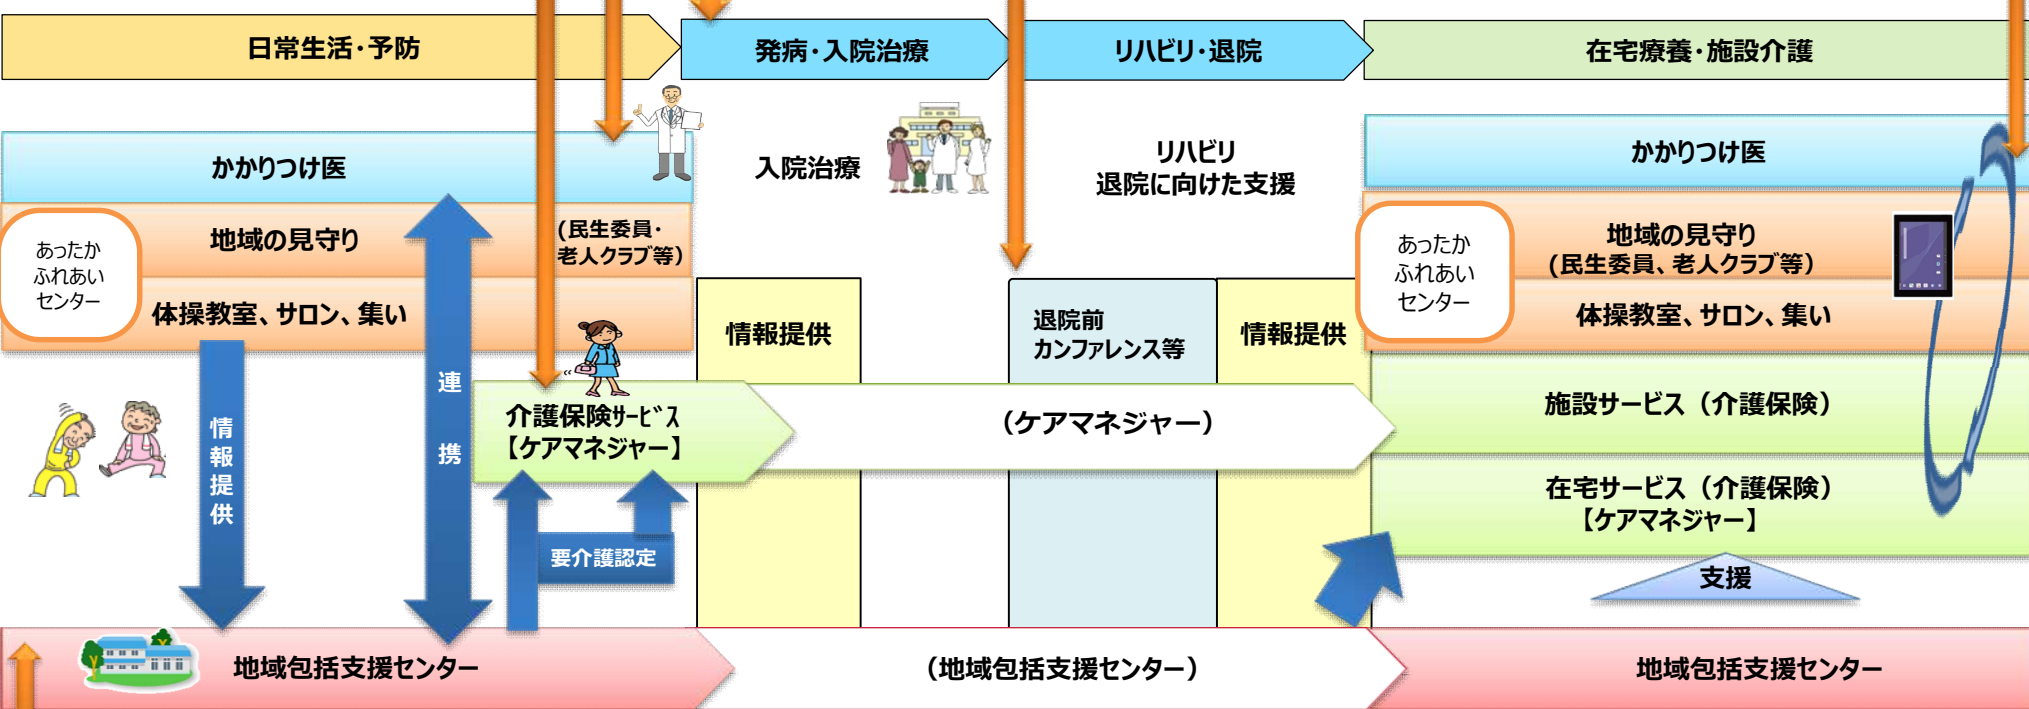 日常生活・予防
発病・入院治療
リハビリ・退院
在宅療養・施設介護
かかりつけ医
入院治療
リハビリ
退院に向けた支援
かかりつけ医
あったか
ふれあい
センター
地域の見守り
(民生委員・
老人クラブ等)
体操教室、サロン、集い
あったか
ふれあい
センター
地域の見守り
(民生委員、老人クラブ等)
体操教室、サロン、集い
情報提供
退院前
カンファレンス等
情報提供
情報提供
連携
介護保険ｻｰﾋﾞｽ
【ケアマネジャー】
（ケアマネジャー）
施設サービス（介護保険）
在宅サービス（介護保険）
【ケアマネジャー】
要介護認定
支援
地域包括支援センター
（地域包括支援センター）
地域包括支援センター